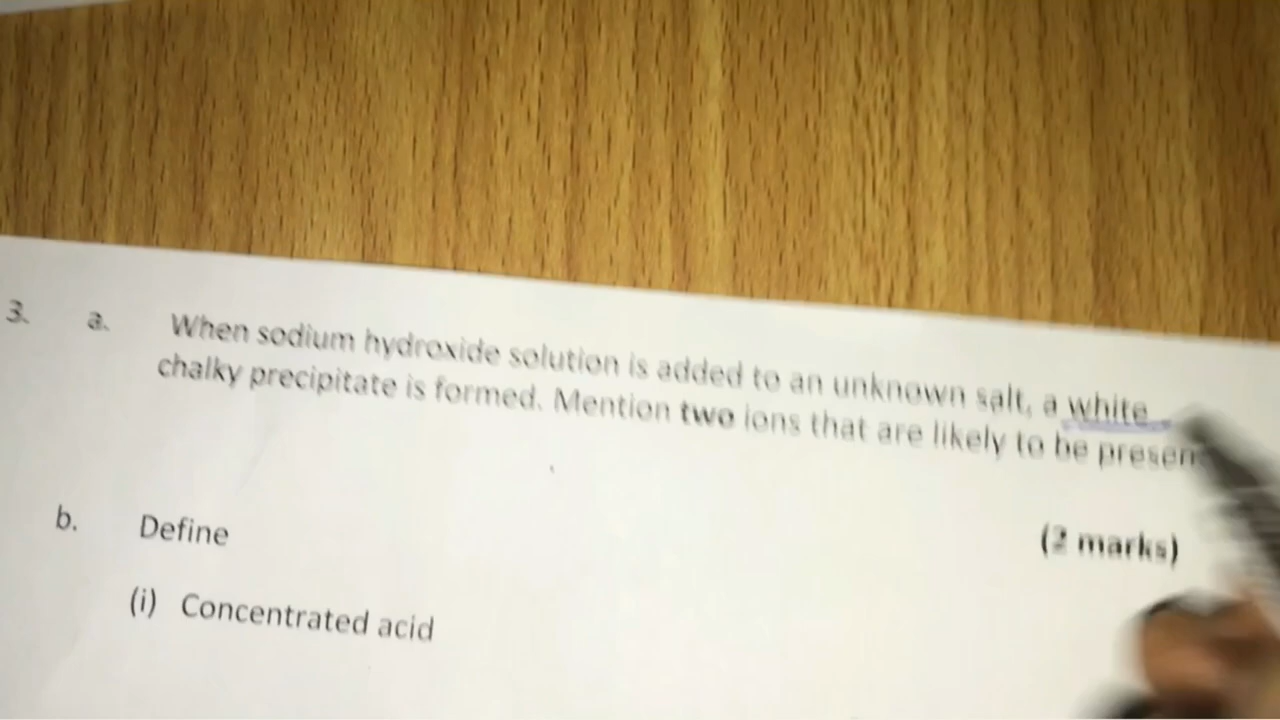 3. a. When sodium hydroxide solution is added to an unknown salt, a white
chalky precipitate is formed. Mention two ions that are likely to be present
(2 marks)
b. Define
(i) Concentrated acid